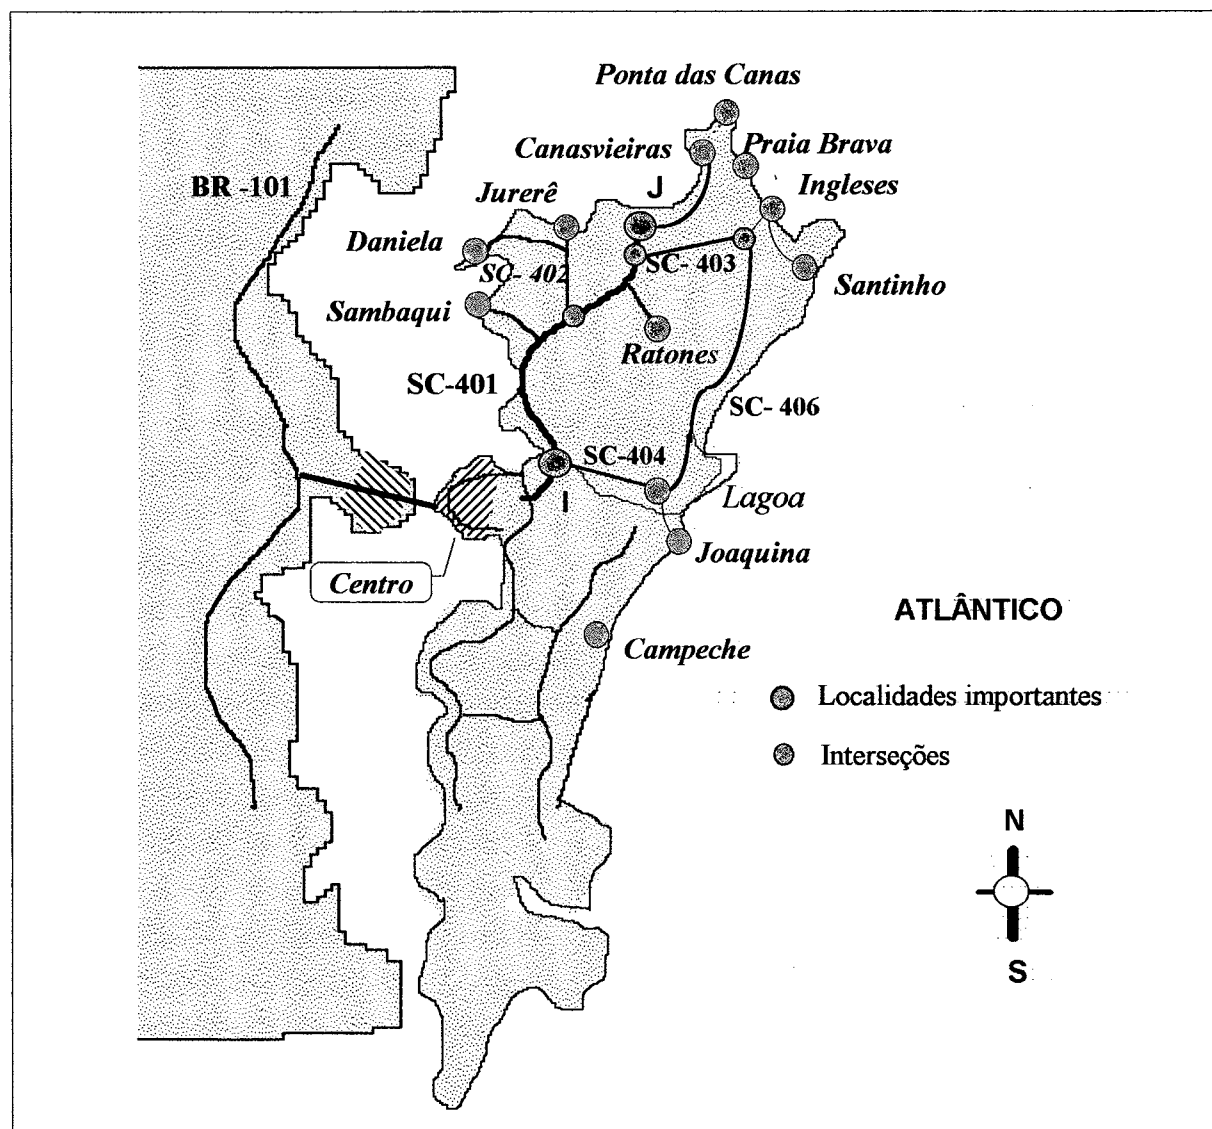 Ponta das Canas
Canasvieiras
Praia Brava
BR -101
Jurerê
J
Ingleses
Daniela
SC- 402
SC- 403
Santinho
Sambaqui
Ratones
SC-401
SC- 406
SC-404
I
Lagoa
Joaquina
Centro
ATLÂNTICO
Campeche
Localidades importantes
Interseções
N
S